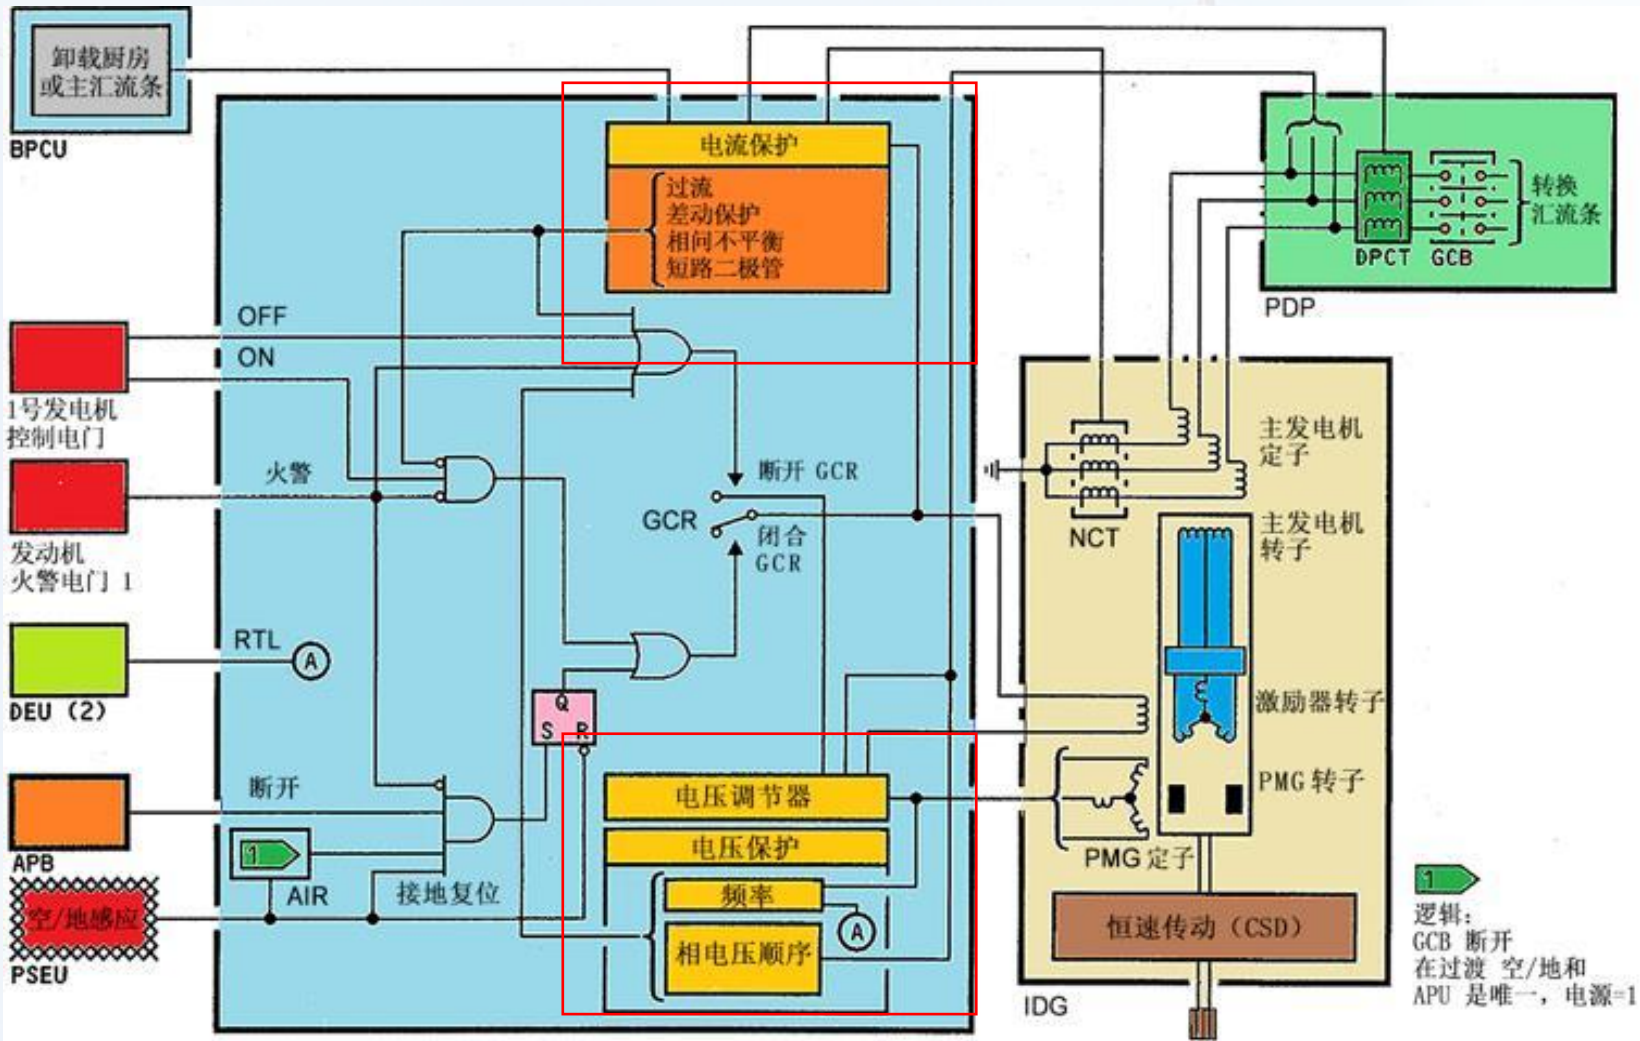 卸载厨房
或主汇流条
BPCU
电流保护
过流
差动保护
相间不平衡
短路二极管
转换
汇流条
DPCT
GCB
PDP
OFF
ON
1号发电机
控制电门
火警
发动机
火警电门 1
断开 GCR
GCR
闭合
GCR
主发电机
定子
NCT
主发电机
转子
RTL
A
DEU (2)
Q
S
R
激励器转子
断开
APB
1
AIR
接地复位
空/地感应
PSEU
电压调节器
电压保护
频率
A
相电压顺序
PMG 转子
PMG 定子
恒速传动 (CSD)
IDG
1
逻辑:
GCB 断开
在过渡 空/地和
APU 是唯一, 电源=1